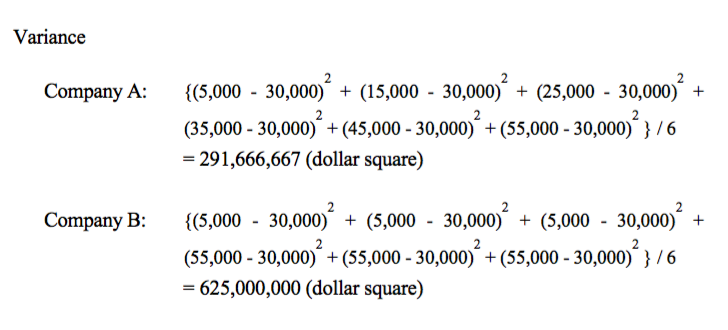 Variance
Company A: {(5,000 - 30,000)² + (15,000 - 30,000)² + (25,000 - 30,000)² +
(35,000 - 30,000)² + (45,000 - 30,000)² + (55,000 - 30,000)² } / 6
= 291,666,667 (dollar square)
Company B: {(5,000 - 30,000)² + (5,000 - 30,000)² + (5,000 - 30,000)² +
(55,000 - 30,000)² + (55,000 - 30,000)² + (55,000 - 30,000)² } / 6
= 625,000,000 (dollar square)